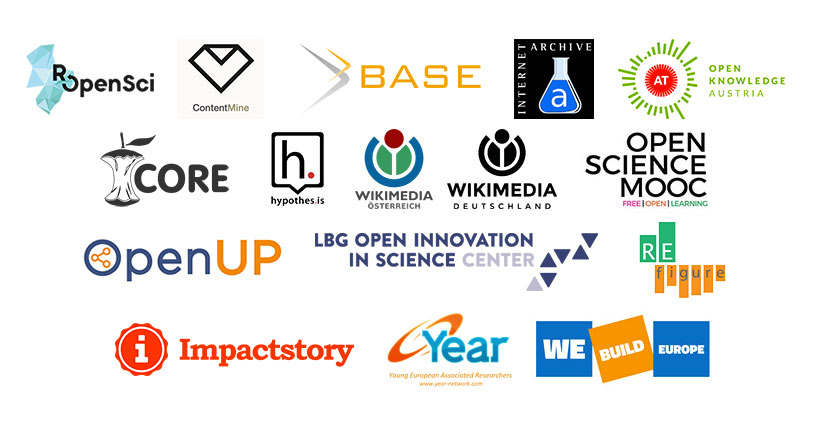 ROpenSci
ContentMine
BASE
INTERNET ARCHIVE
a
AT
OPEN
KNOWLEDGE
AUSTRIA
CORE
h.
hypothes.is
WIKIMEDIA
ÖSTERREICH
WIKIMEDIA
DEUTSCHLAND
OPEN
SCIENCE
MOOC
FREE|OPEN|LEARNING
OpenUP
LBG OPEN INNOVATION
IN SCIENCE CENTER
RE
figure
i
Impactstory
Year
Young European Associated Researchers
www.year-network.com
WE
BUILD
EUROPE